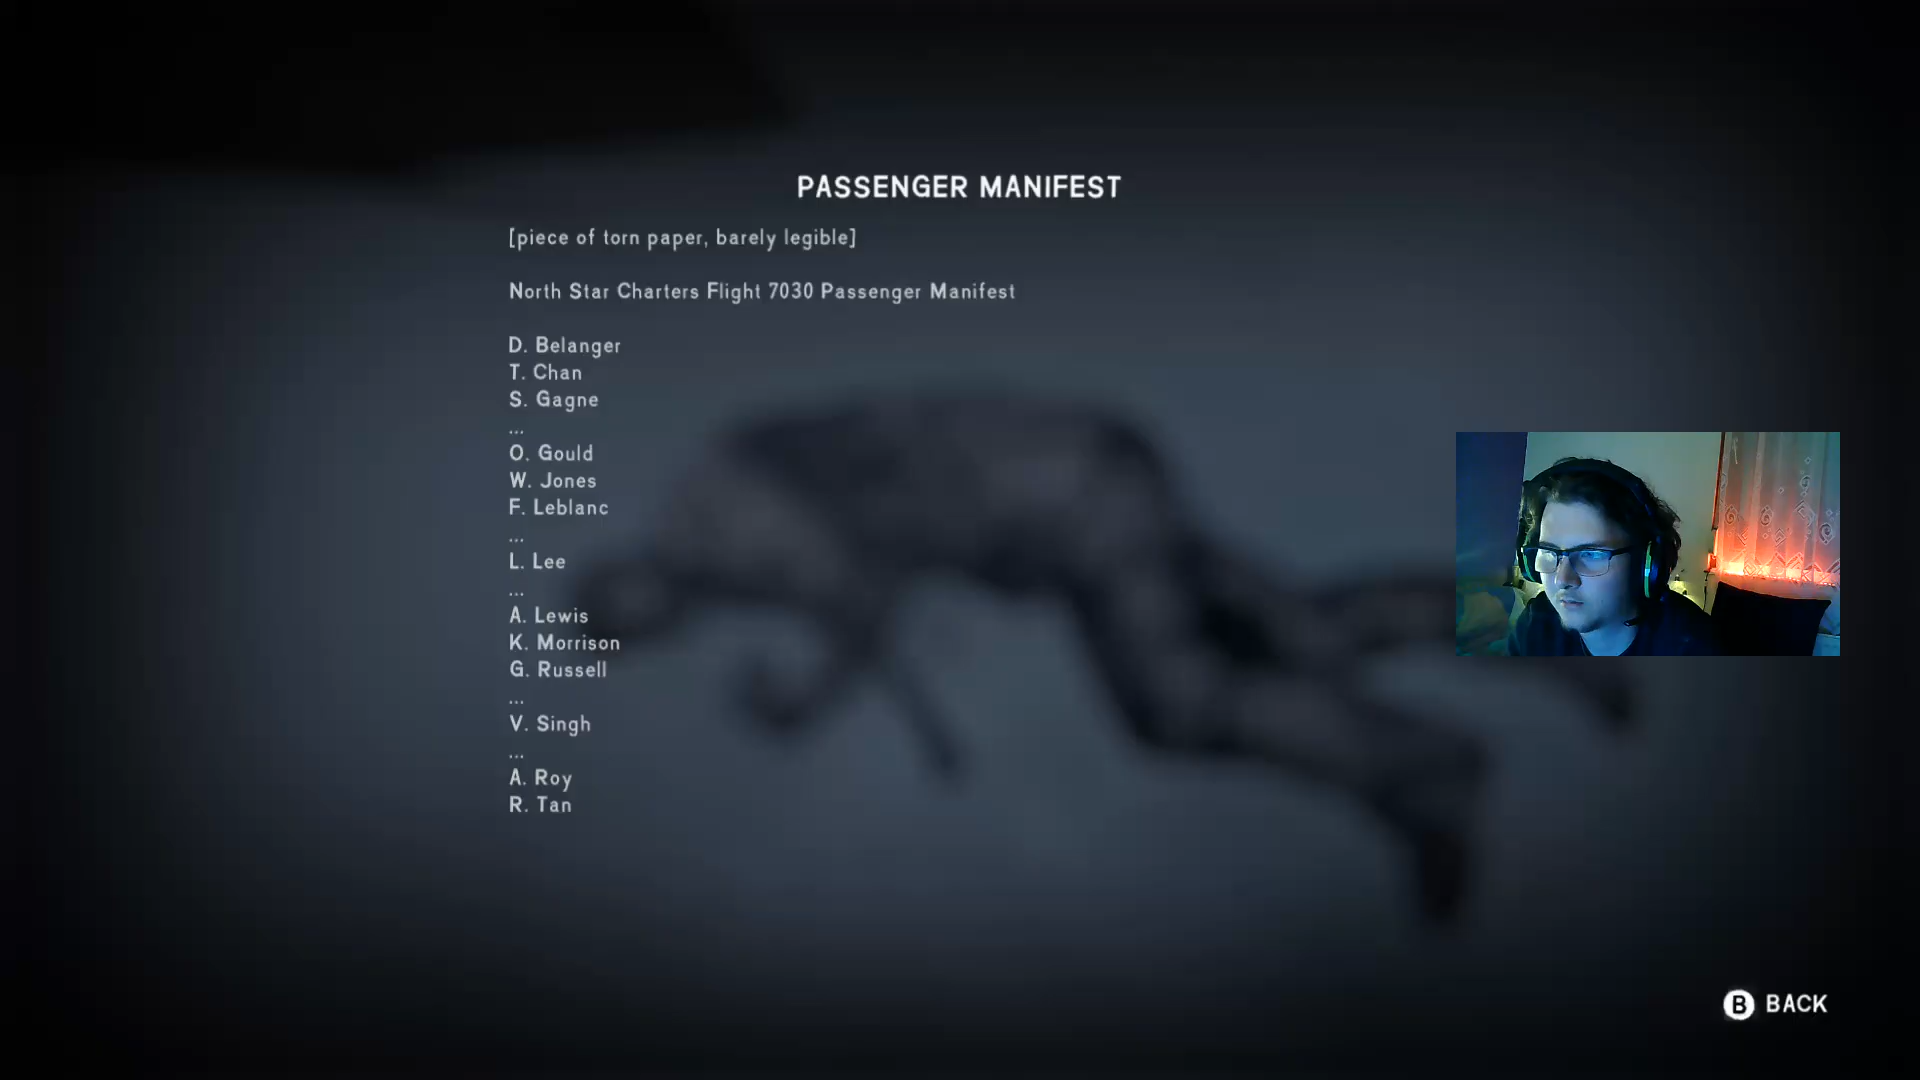 PASSENGER MANIFEST
[piece of torn paper, barely legible]
North Star Charters Flight 7030 Passenger Manifest
D. Belanger
T. Chan
S. Gagne
...
O. Gould
W. Jones
F. Leblanc
...
L. Lee
...
A. Lewis
K. Morrison
G. Russell
...
V. Singh
...
A. Roy
R. Tan
B BACK